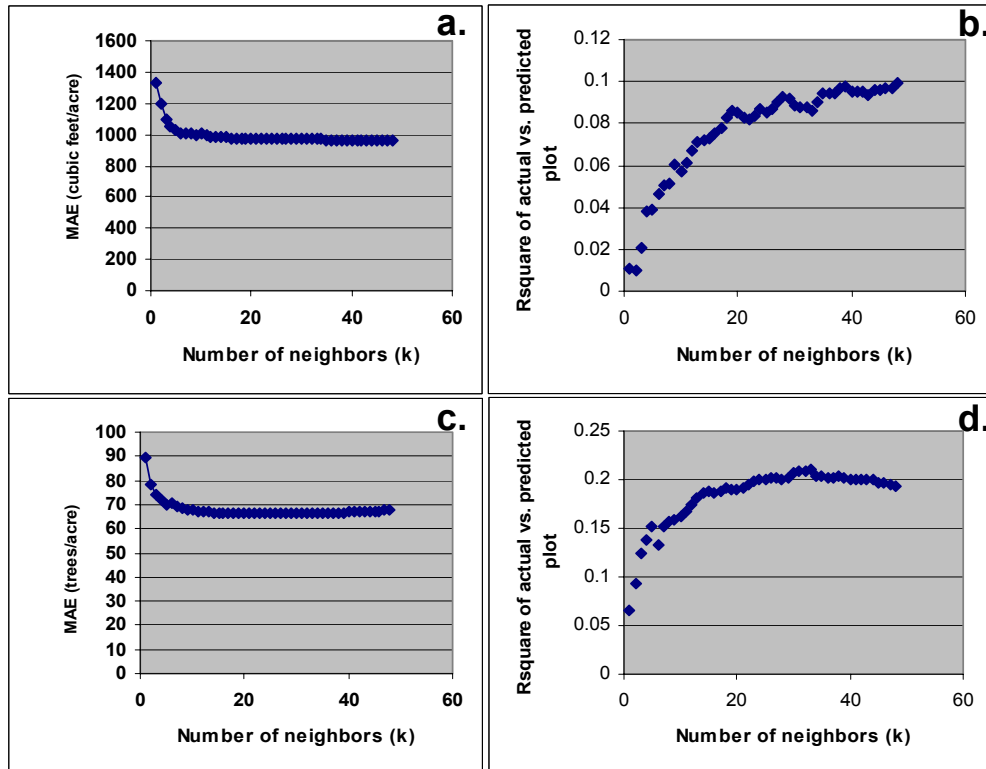 a.
1600
1400
1200
1000
800
600
400
200
0
MAE (cubic feet/acre)
0 20 40 60
Number of neighbors (k)
b.
0.12
0.1
0.08
0.06
0.04
0.02
0
Rsquare of actual vs. predicted
plot
0 20 40 60
Number of neighbors (k)
c.
100
90
80
70
60
50
40
30
20
10
0
MAE (trees/acre)
0 20 40 60
Number of neighbors (k)
d.
0.25
0.2
0.15
0.1
0.05
0
Rsquare of actual vs. predicted
plot
0 20 40 60
Number of neighbors (k)